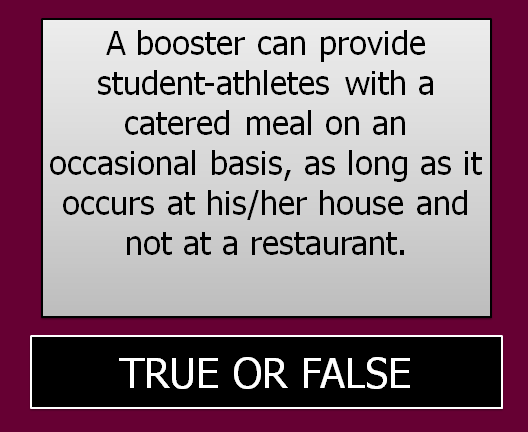 A booster can provide
student-athletes with a
catered meal on an
occasional basis, as long as it
occurs at his/her house and
not at a restaurant.
TRUE OR FALSE